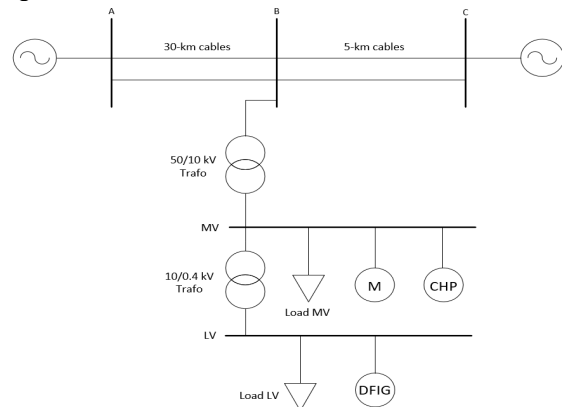 A
B
C
30-km cables
5-km cables
50/10 kV
Trafo
MV
10/0.4 kV
Trafo
Load MV
M
CHP
LV
Load LV
DFIG